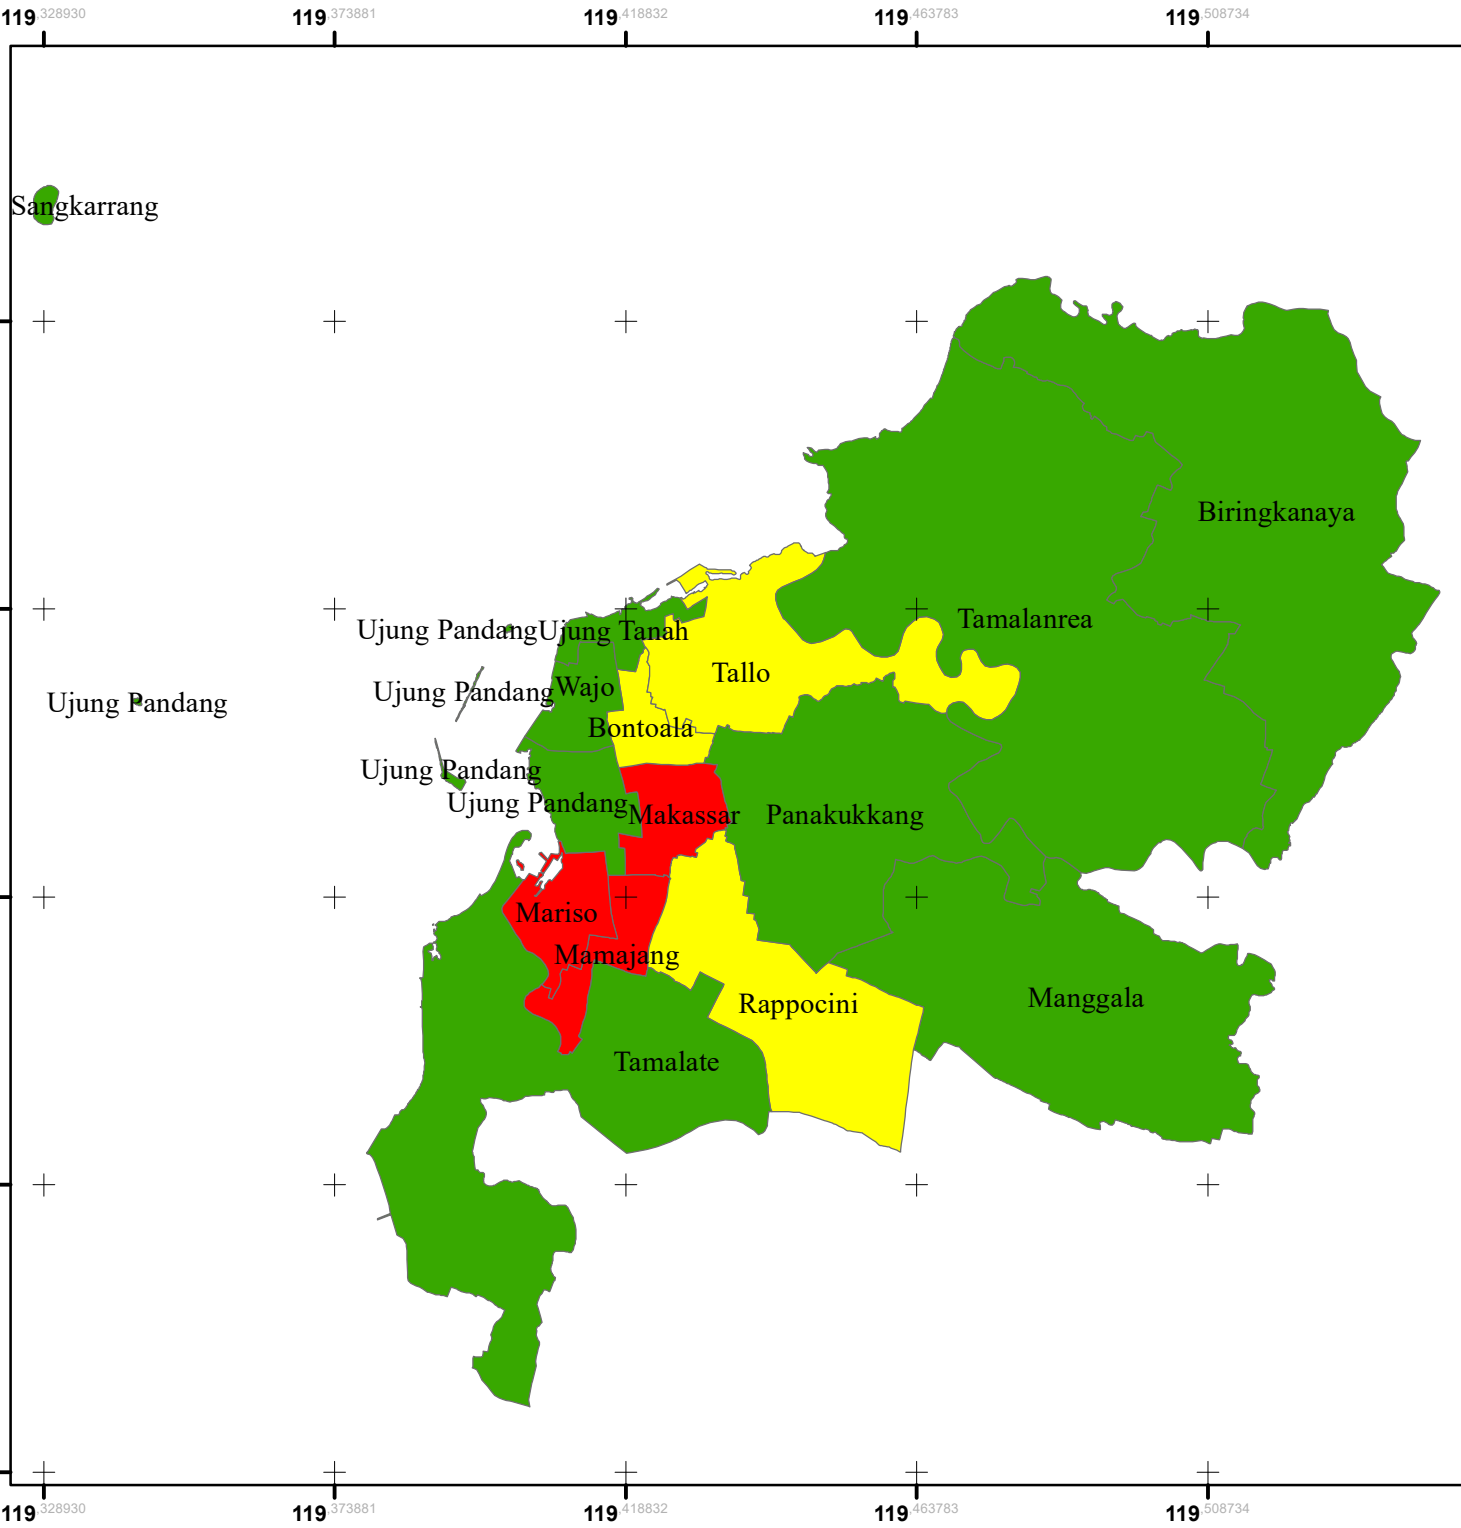 119.328930 119.373881 119.418832 119.463783 119.508734
Sangkarrang
Biringkanaya
Tamalanrea
Ujung Pandang Ujung Tanah
Tallo
Ujung Pandang Wajo
Ujung Pandang
Bontoala
Ujung Pandang
Ujung Pandang
Makassar Panakukkang
Mariso
Mamajang
Manggala
Rappocini
Tamalate
119.328930 119.373881 119.418832 119.463783 119.508734